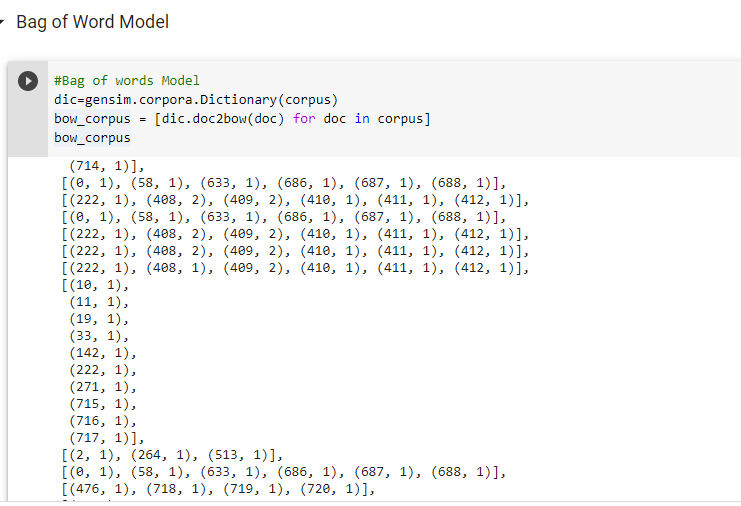 Bag of Word Model
#Bag of words Model
dic=gensim.corpora.Dictionary(corpus)
bow_corpus = [dic.doc2bow(doc) for doc in corpus]
bow_corpus
(714, 1)],
[(0, 1), (58, 1), (633, 1), (686, 1), (687, 1), (688, 1)],
[(222, 1), (408, 2), (409, 2), (410, 1), (411, 1), (412, 1)],
[(0, 1), (58, 1), (633, 1), (686, 1), (687, 1), (688, 1)],
[(222, 1), (408, 2), (409, 2), (410, 1), (411, 1), (412, 1)],
[(222, 1), (408, 2), (409, 2), (410, 1), (411, 1), (412, 1)],
[(222, 1), (408, 1), (409, 2), (410, 1), (411, 1), (412, 1)],
[(10, 1),
(11, 1),
(19, 1),
(33, 1),
(142, 1),
(222, 1),
(271, 1),
(715, 1),
(716, 1),
(717, 1)],
[(2, 1), (264, 1), (513, 1)],
[(0, 1), (58, 1), (633, 1), (686, 1), (687, 1), (688, 1)],
[(476, 1), (718, 1), (719, 1), (720, 1)],